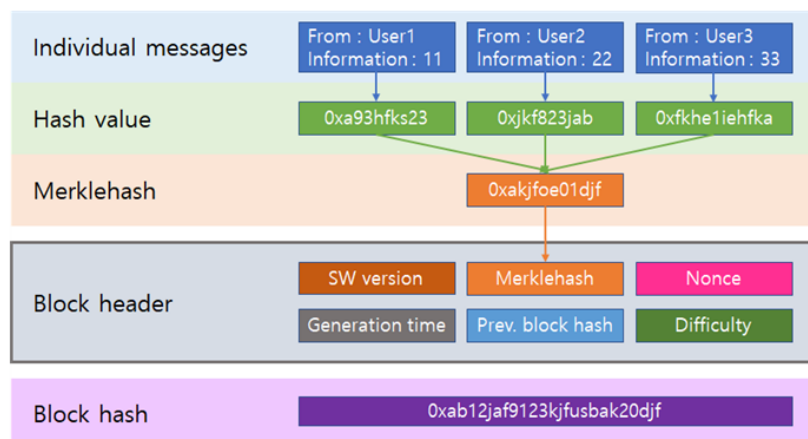 Individual messages
From : User1
Information : 11
From : User2
Information : 22
From : User3
Information : 33
Hash value
0xa93hfks23
0xjkf823jab
0xfkhe1iehfka
Merklehash
0xakjfoe01djf
Block header
SW version
Merklehash
Nonce
Generation time
Prev. block hash
Difficulty
Block hash
0xab12jaf9123kjfusbak20djf